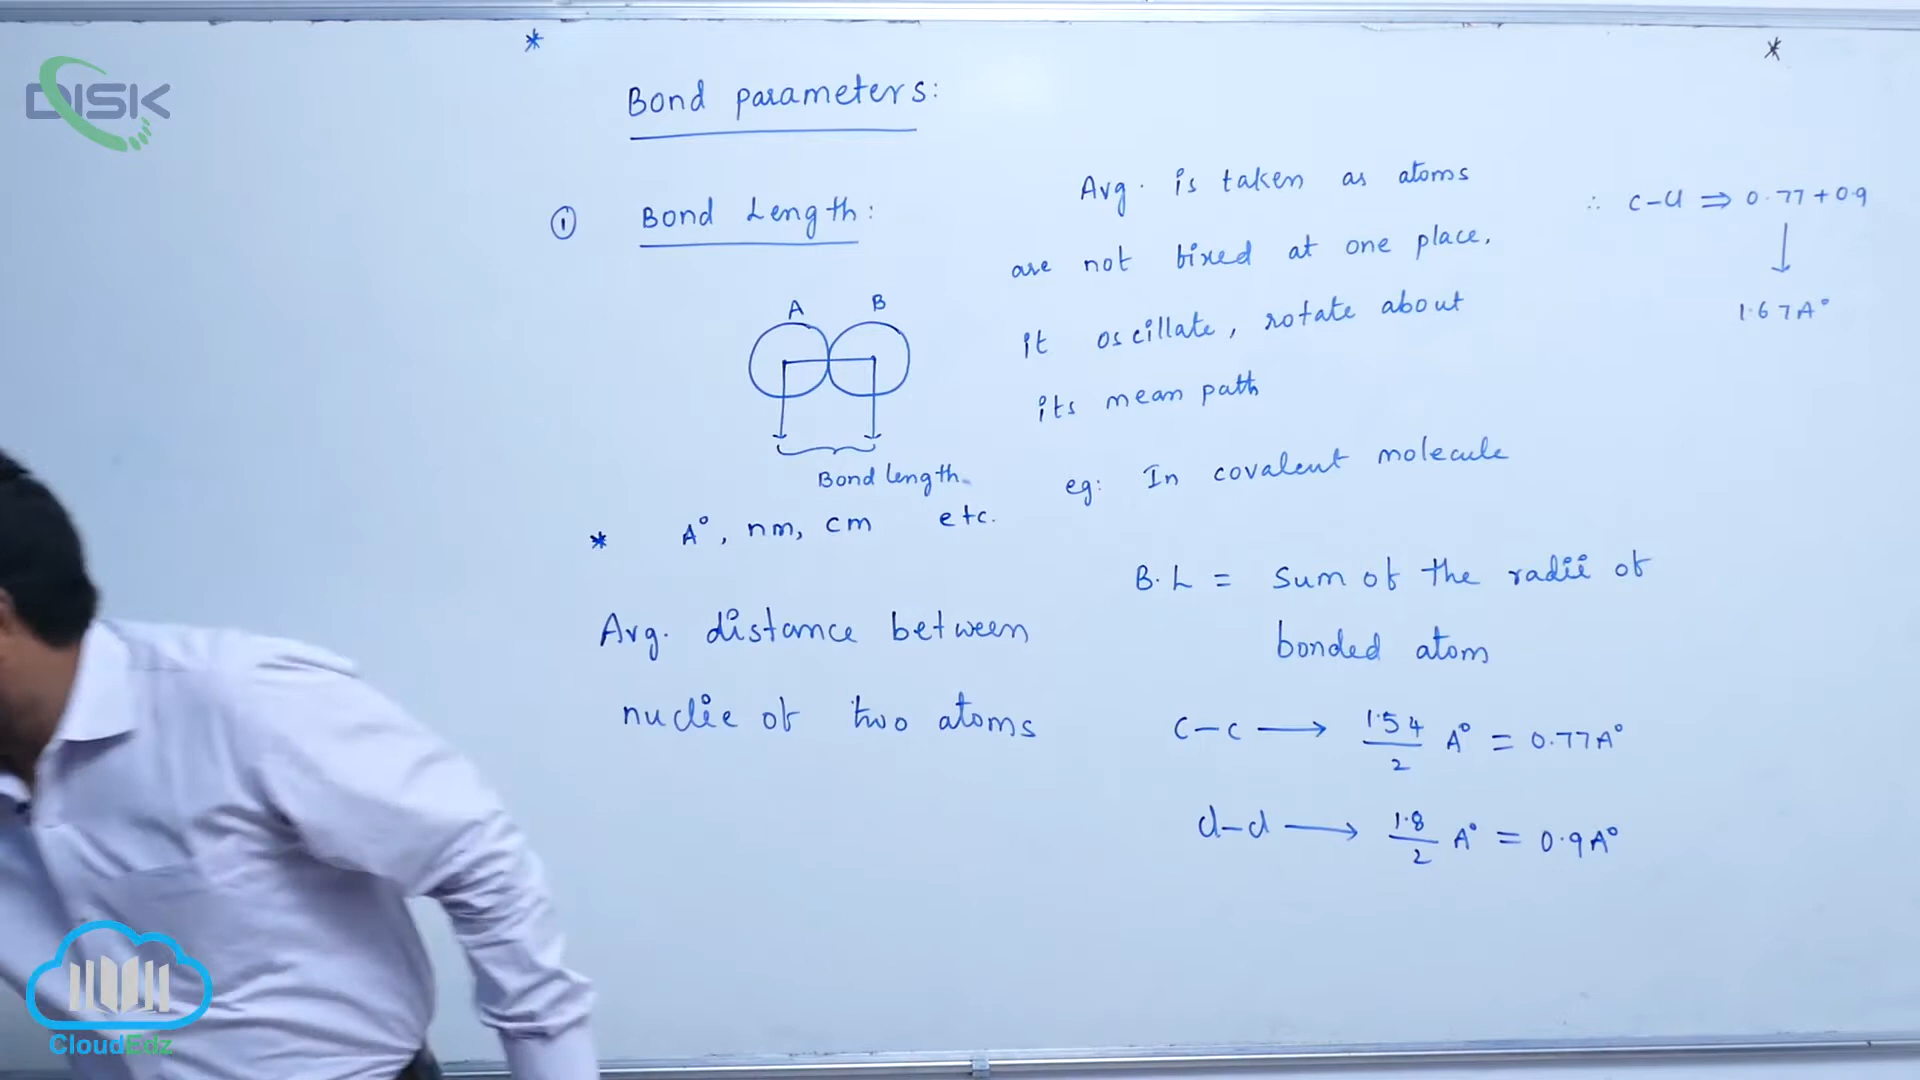 DISK
*
*
Bond parameters:
① Bond Length:
A B
Bond length
* A°, nm, cm etc.
Avg. distance between
nuclie of two atoms
Avg. is taken as atoms
are not fixed at one place,
it oscillate, rotate about
its mean path
eg: In covalent molecule
B.L = Sum of the radii of
bonded atom
C-C ⟶ 1.54/2 A° = 0.77A°
Cl-Cl ⟶ 1.8/2 A° = 0.9A°
∴ C-Cl ⇒ 0.77+0.9
↓
1.67A°
CloudEdz